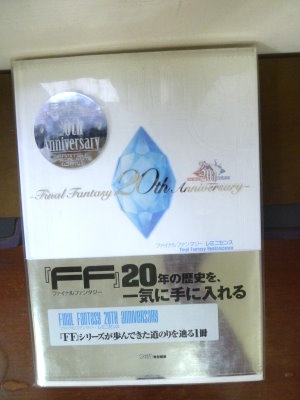 20th
Anniversary
~Final Fantasy 20th Anniversary~
ファイナルファンタジー レミニセンス
Final Fantasy Reminiscence
『FF』20年の歴史を、
ファイナルファンタジー
一気に手に入れる
FINAL FANTASY 20TH ANNIVERSARY
『FF』シリーズが歩んできた道のりを辿る1冊